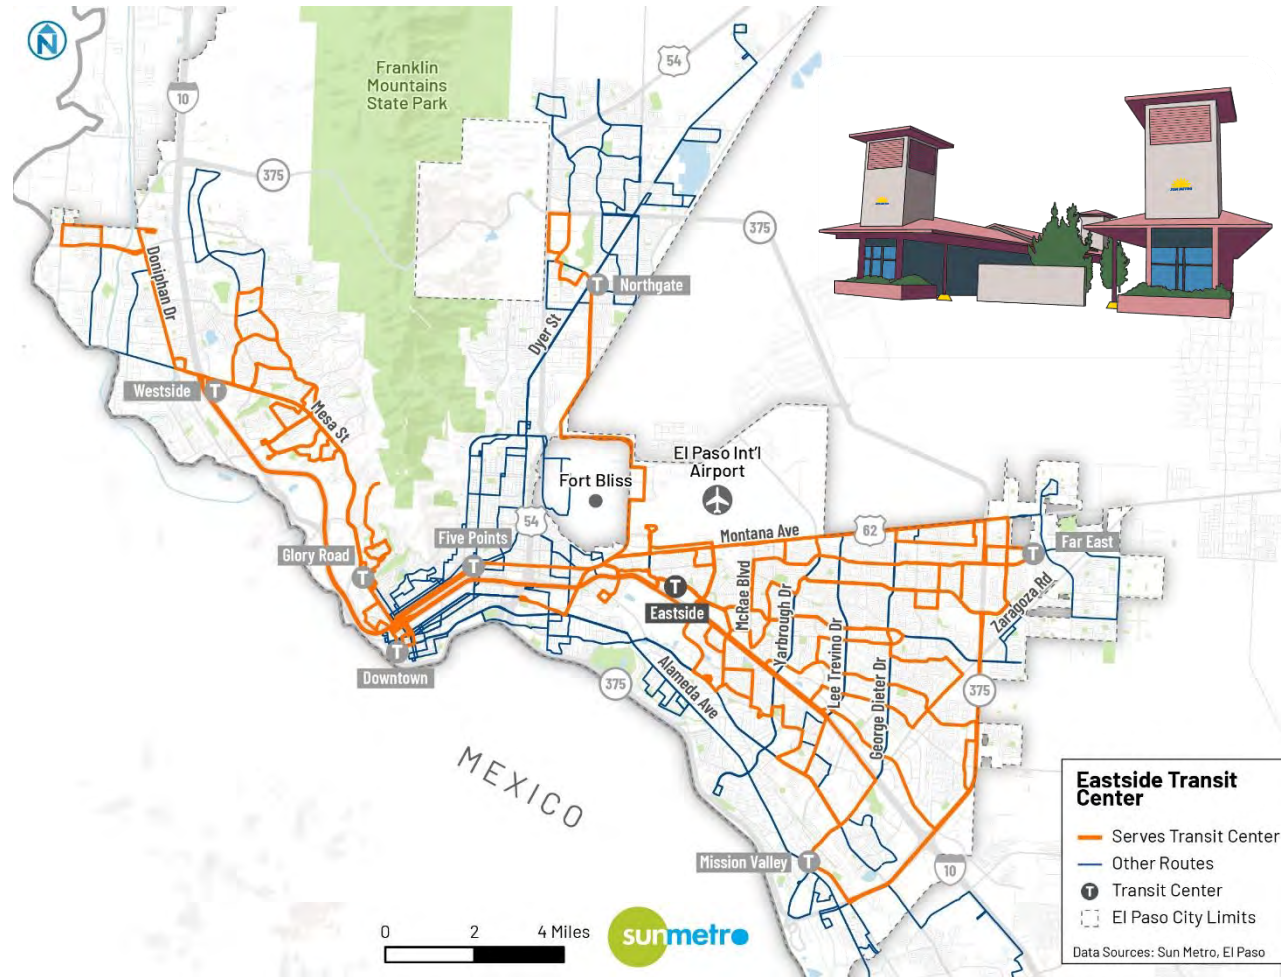 N
Franklin
Mountains
State Park
54
10
375
375
SUN METRO
SUN METRO
Doniphan Dr
T
Northgate
Dyer St
Westside
T
Mesa St
El Paso Int'l
Airport
Fort Bliss
54
Montana Ave
62
Five Points
T
Far East
T
Glory Road
T
T
Eastside
McRae Blvd
Yarbrough Dr
Lee Trevino Dr
George Dieter Dr
Zaragoza Rd
T
Downtown
375
Alameda Ave
375
MEXICO
Mission Valley
T
10
Eastside Transit
Center
Serves Transit Center
Other Routes
T
Transit Center
El Paso City Limits
Data Sources: Sun Metro, El Paso
0 2 4 Miles
sunmetro